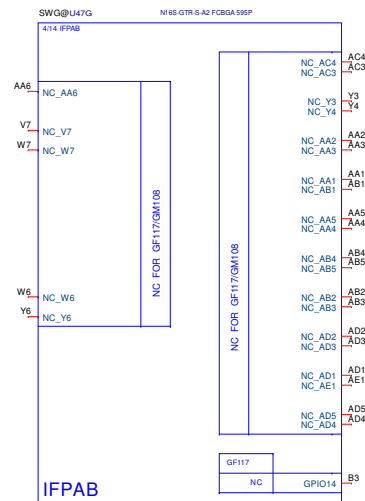 SWG@U47G N16S-GTR-S-A2 FCBGA 595P
4/14 IFPAB
AA6 NC_AA6
V7 NC_V7
W7 NC_W7
W6 NC_W6
Y6 NC_Y6
NC FOR GF117/GM108
NC FOR GF117/GM108
NC_AC4 AC4
NC_AC3 AC3
NC_Y3 Y3
NC_Y4 Y4
NC_AA2 AA2
NC_AA3 AA3
NC_AA1 AA1
NC_AB1 AB1
NC_AA5 AA5
NC_AA4 AA4
NC_AB4 AB4
NC_AB5 AB5
NC_AB2 AB2
NC_AB3 AB3
NC_AD2 AD2
NC_AD3 AD3
NC_AD1 AD1
NC_AE1 AE1
NC_AD5 AD5
NC_AD4 AD4
GF117
NC GPIO14 B3
IFPAB